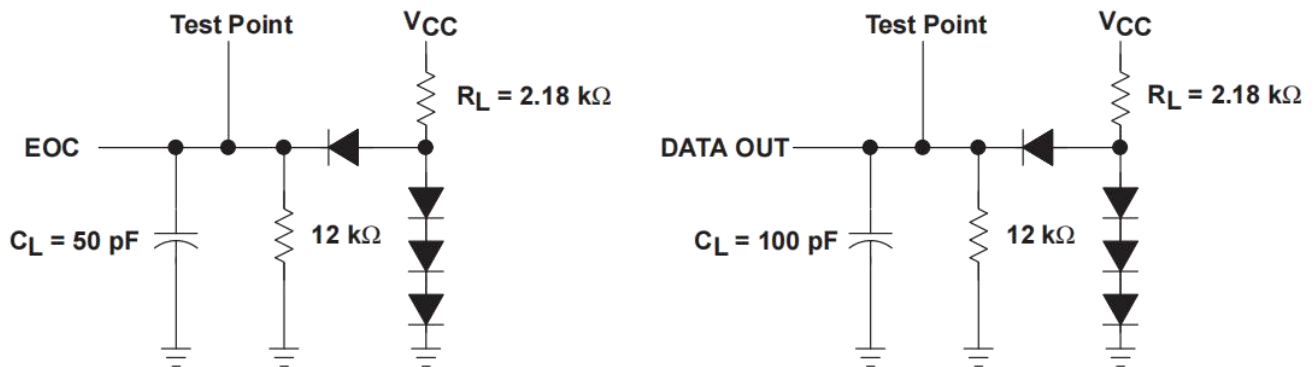 Test Point
VCC
RL = 2.18 kΩ
EOC
CL = 50 pF
12 kΩ
Test Point
VCC
RL = 2.18 kΩ
DATA OUT
CL = 100 pF
12 kΩ